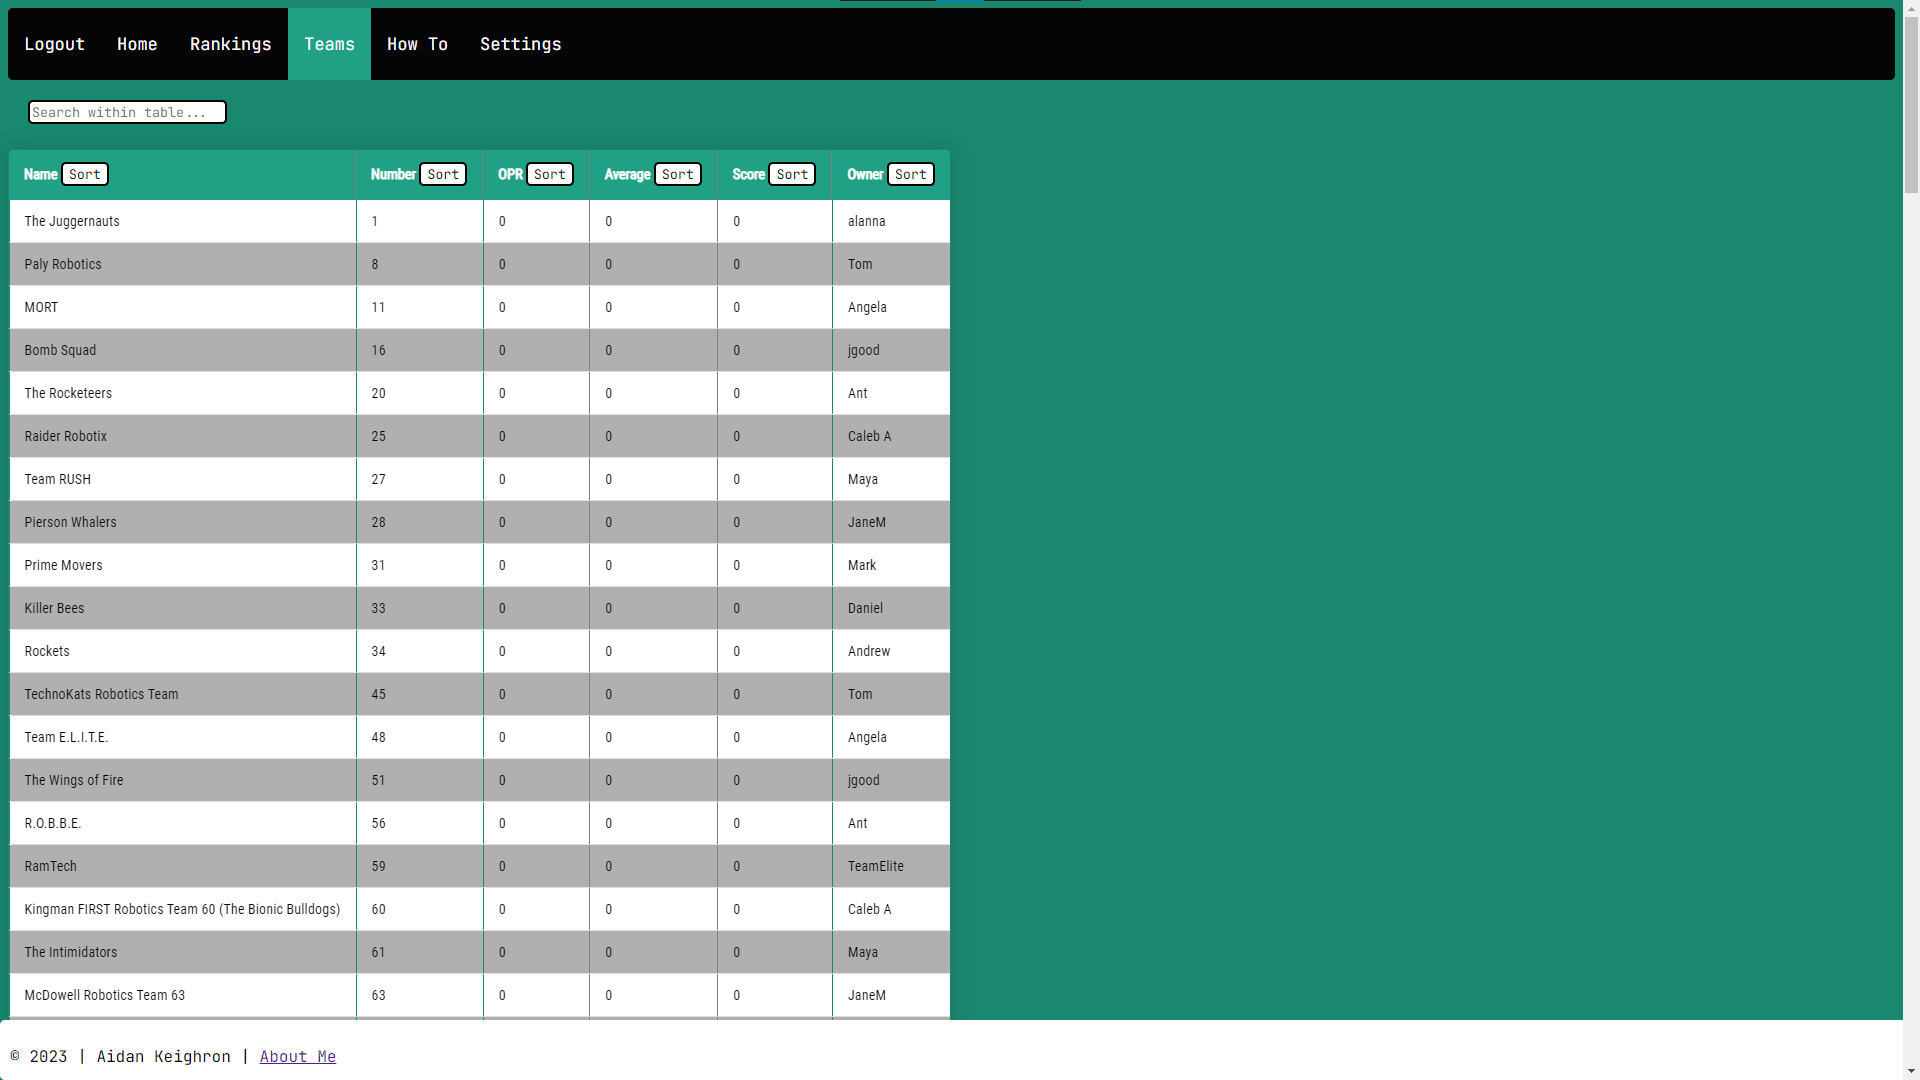 Logout Home Rankings Teams How To Settings
Search within table...
Name Sort Number Sort OPR Sort Average Sort Score Sort Owner Sort
The Juggernauts 1 0 0 0 alanna
Paly Robotics 8 0 0 0 Tom
MORT 11 0 0 0 Angela
Bomb Squad 16 0 0 0 jgood
The Rocketeers 20 0 0 0 Ant
Raider Robotix 25 0 0 0 Caleb A
Team RUSH 27 0 0 0 Maya
Pierson Whalers 28 0 0 0 JaneM
Prime Movers 31 0 0 0 Mark
Killer Bees 33 0 0 0 Daniel
Rockets 34 0 0 0 Andrew
TechnoKats Robotics Team 45 0 0 0 Tom
Team E.L.I.T.E. 48 0 0 0 Angela
The Wings of Fire 51 0 0 0 jgood
R.O.B.B.E. 56 0 0 0 Ant
RamTech 59 0 0 0 TeamElite
Kingman FIRST Robotics Team 60 (The Bionic Bulldogs) 60 0 0 0 Caleb A
The Intimidators 61 0 0 0 Maya
McDowell Robotics Team 63 63 0 0 0 JaneM
© 2023 | Aidan Keighron | About Me